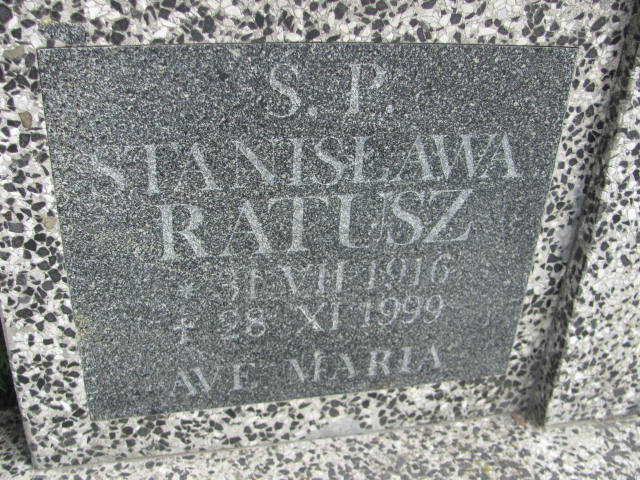 Ś. P.
STANISŁAWA
RATUSZ
* 31 VII 1916
† 28 XI 1999
AVE MARIA